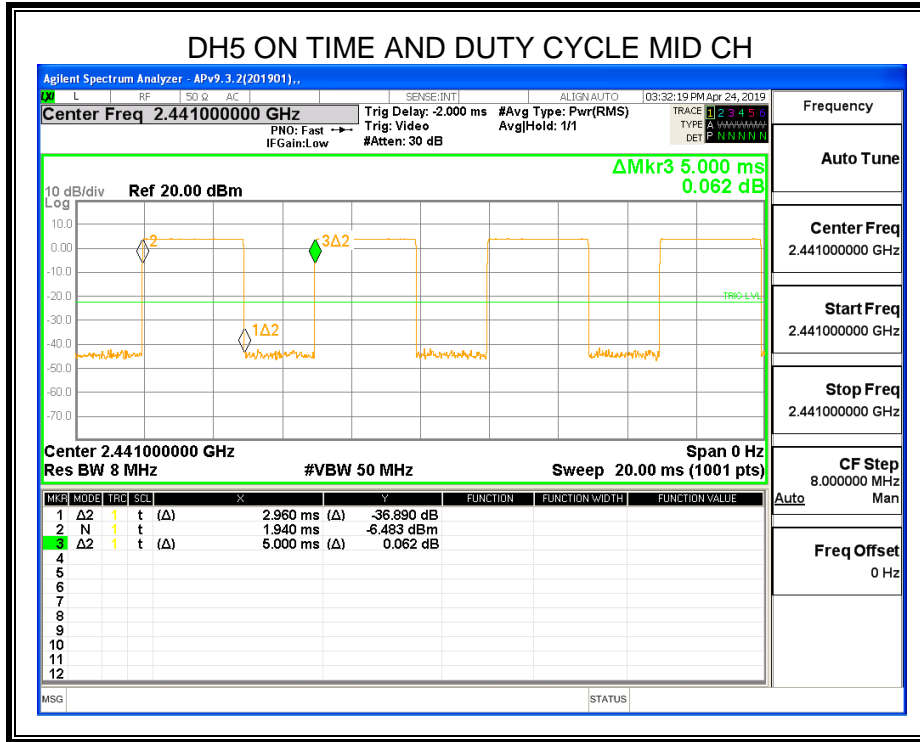 DH5 ON TIME AND DUTY CYCLE MID CH
Agilent Spectrum Analyzer - APv9.3.2(201901),,
LXI L RF 50 Ω AC SENSE:INT ALIGN AUTO 03:32:19 PM Apr 24, 2019
Center Freq 2.441000000 GHz
PNO: Fast
IFGain:Low
Trig Delay: -2.000 ms
Trig: Video
#Atten: 30 dB
#Avg Type: Pwr(RMS)
Avg|Hold: 1/1
TRACE 1 2 3 4 5 6
TYPE A WWWWW
DET P N N N N N
ΔMkr3 5.000 ms
0.062 dB
10 dB/div Ref 20.00 dBm
Log
10.0
0.00
-10.0
-20.0
-30.0
-40.0
-50.0
-60.0
-70.0
2
3Δ2
1Δ2
TRIG LVL
Center 2.441000000 GHz Span 0 Hz
Res BW 8 MHz #VBW 50 MHz Sweep 20.00 ms (1001 pts)
MKR MODE TRC SCL X Y FUNCTION FUNCTION WIDTH FUNCTION VALUE
1 Δ2 1 t (Δ) 2.960 ms (Δ) -36.890 dB
2 N 1 t 1.940 ms -6.483 dBm
3 Δ2 1 t (Δ) 5.000 ms (Δ) 0.062 dB
4
5
6
7
8
9
10
11
12
MSG STATUS
Frequency
Auto Tune
Center Freq
2.441000000 GHz
Start Freq
2.441000000 GHz
Stop Freq
2.441000000 GHz
CF Step
8.000000 MHz
Auto Man
Freq Offset
0 Hz